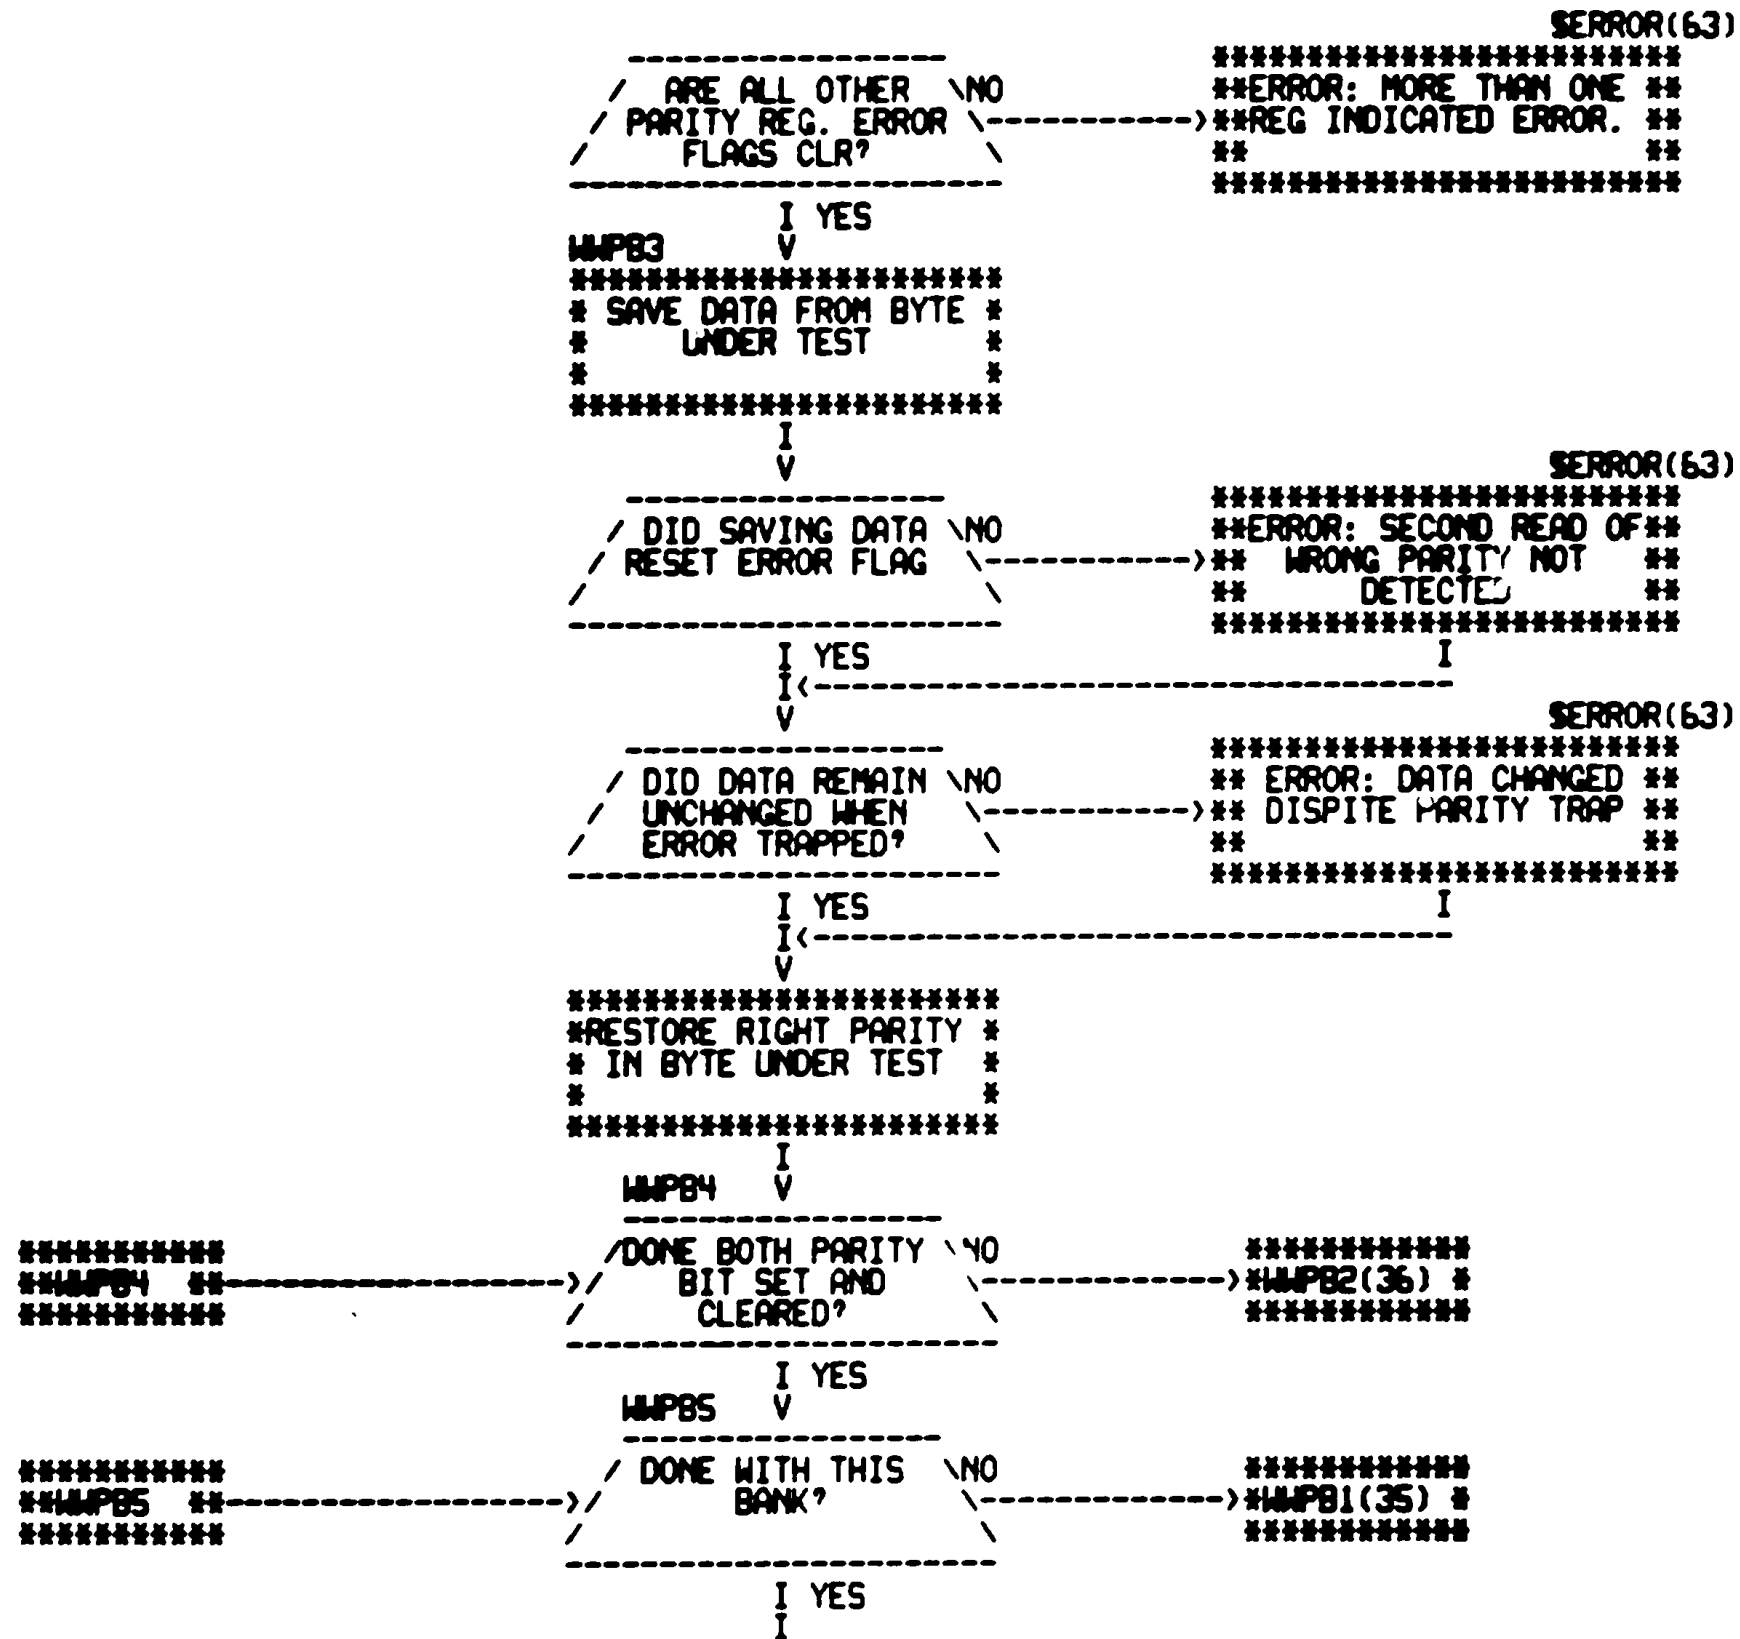 $ERROR(63)
ARE ALL OTHER NO
PARITY REG. ERROR
FLAGS CLR?
ERROR: MORE THAN ONE
REG INDICATED ERROR.
YES
WWPB3
SAVE DATA FROM BYTE
UNDER TEST
$ERROR(63)
DID SAVING DATA NO
RESET ERROR FLAG
ERROR: SECOND READ OF
WRONG PARITY NOT
DETECTED
YES
$ERROR(63)
DID DATA REMAIN NO
UNCHANGED WHEN
ERROR TRAPPED?
ERROR: DATA CHANGED
DISPITE PARITY TRAP
YES
RESTORE RIGHT PARITY
IN BYTE UNDER TEST
WWPB4
WWPB4
DONE BOTH PARITY NO
BIT SET AND
CLEARED?
WWPB2(36)
YES
WWPB5
WWPB5
DONE WITH THIS NO
BANK?
WWPB1(35)
YES